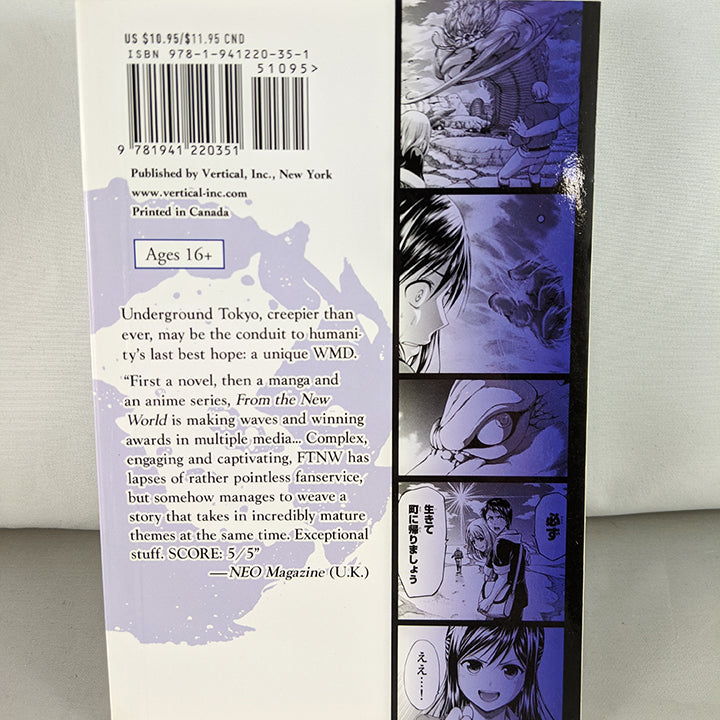 US $10.95/$11.95 CND
ISBN 978-1-941220-35-1
51095>
9 781941 220351
Published by Vertical, Inc., New York
www.vertical-inc.com
Printed in Canada
Ages 16+
Underground Tokyo, creepier than
ever, may be the conduit to humani-
ty's last best hope: a unique WMD.
"First a novel, then a manga and
an anime series, From the New
World is making waves and winning
awards in multiple media... Complex,
engaging and captivating, FTNW has
lapses of rather pointless fanservice,
but somehow manages to weave a
story that takes in incredibly mature
themes at the same time. Exceptional
stuff. SCORE: 5/5"
—NEO Magazine (U.K.)
必ず
生きて
町に帰りましょう
ええ…!